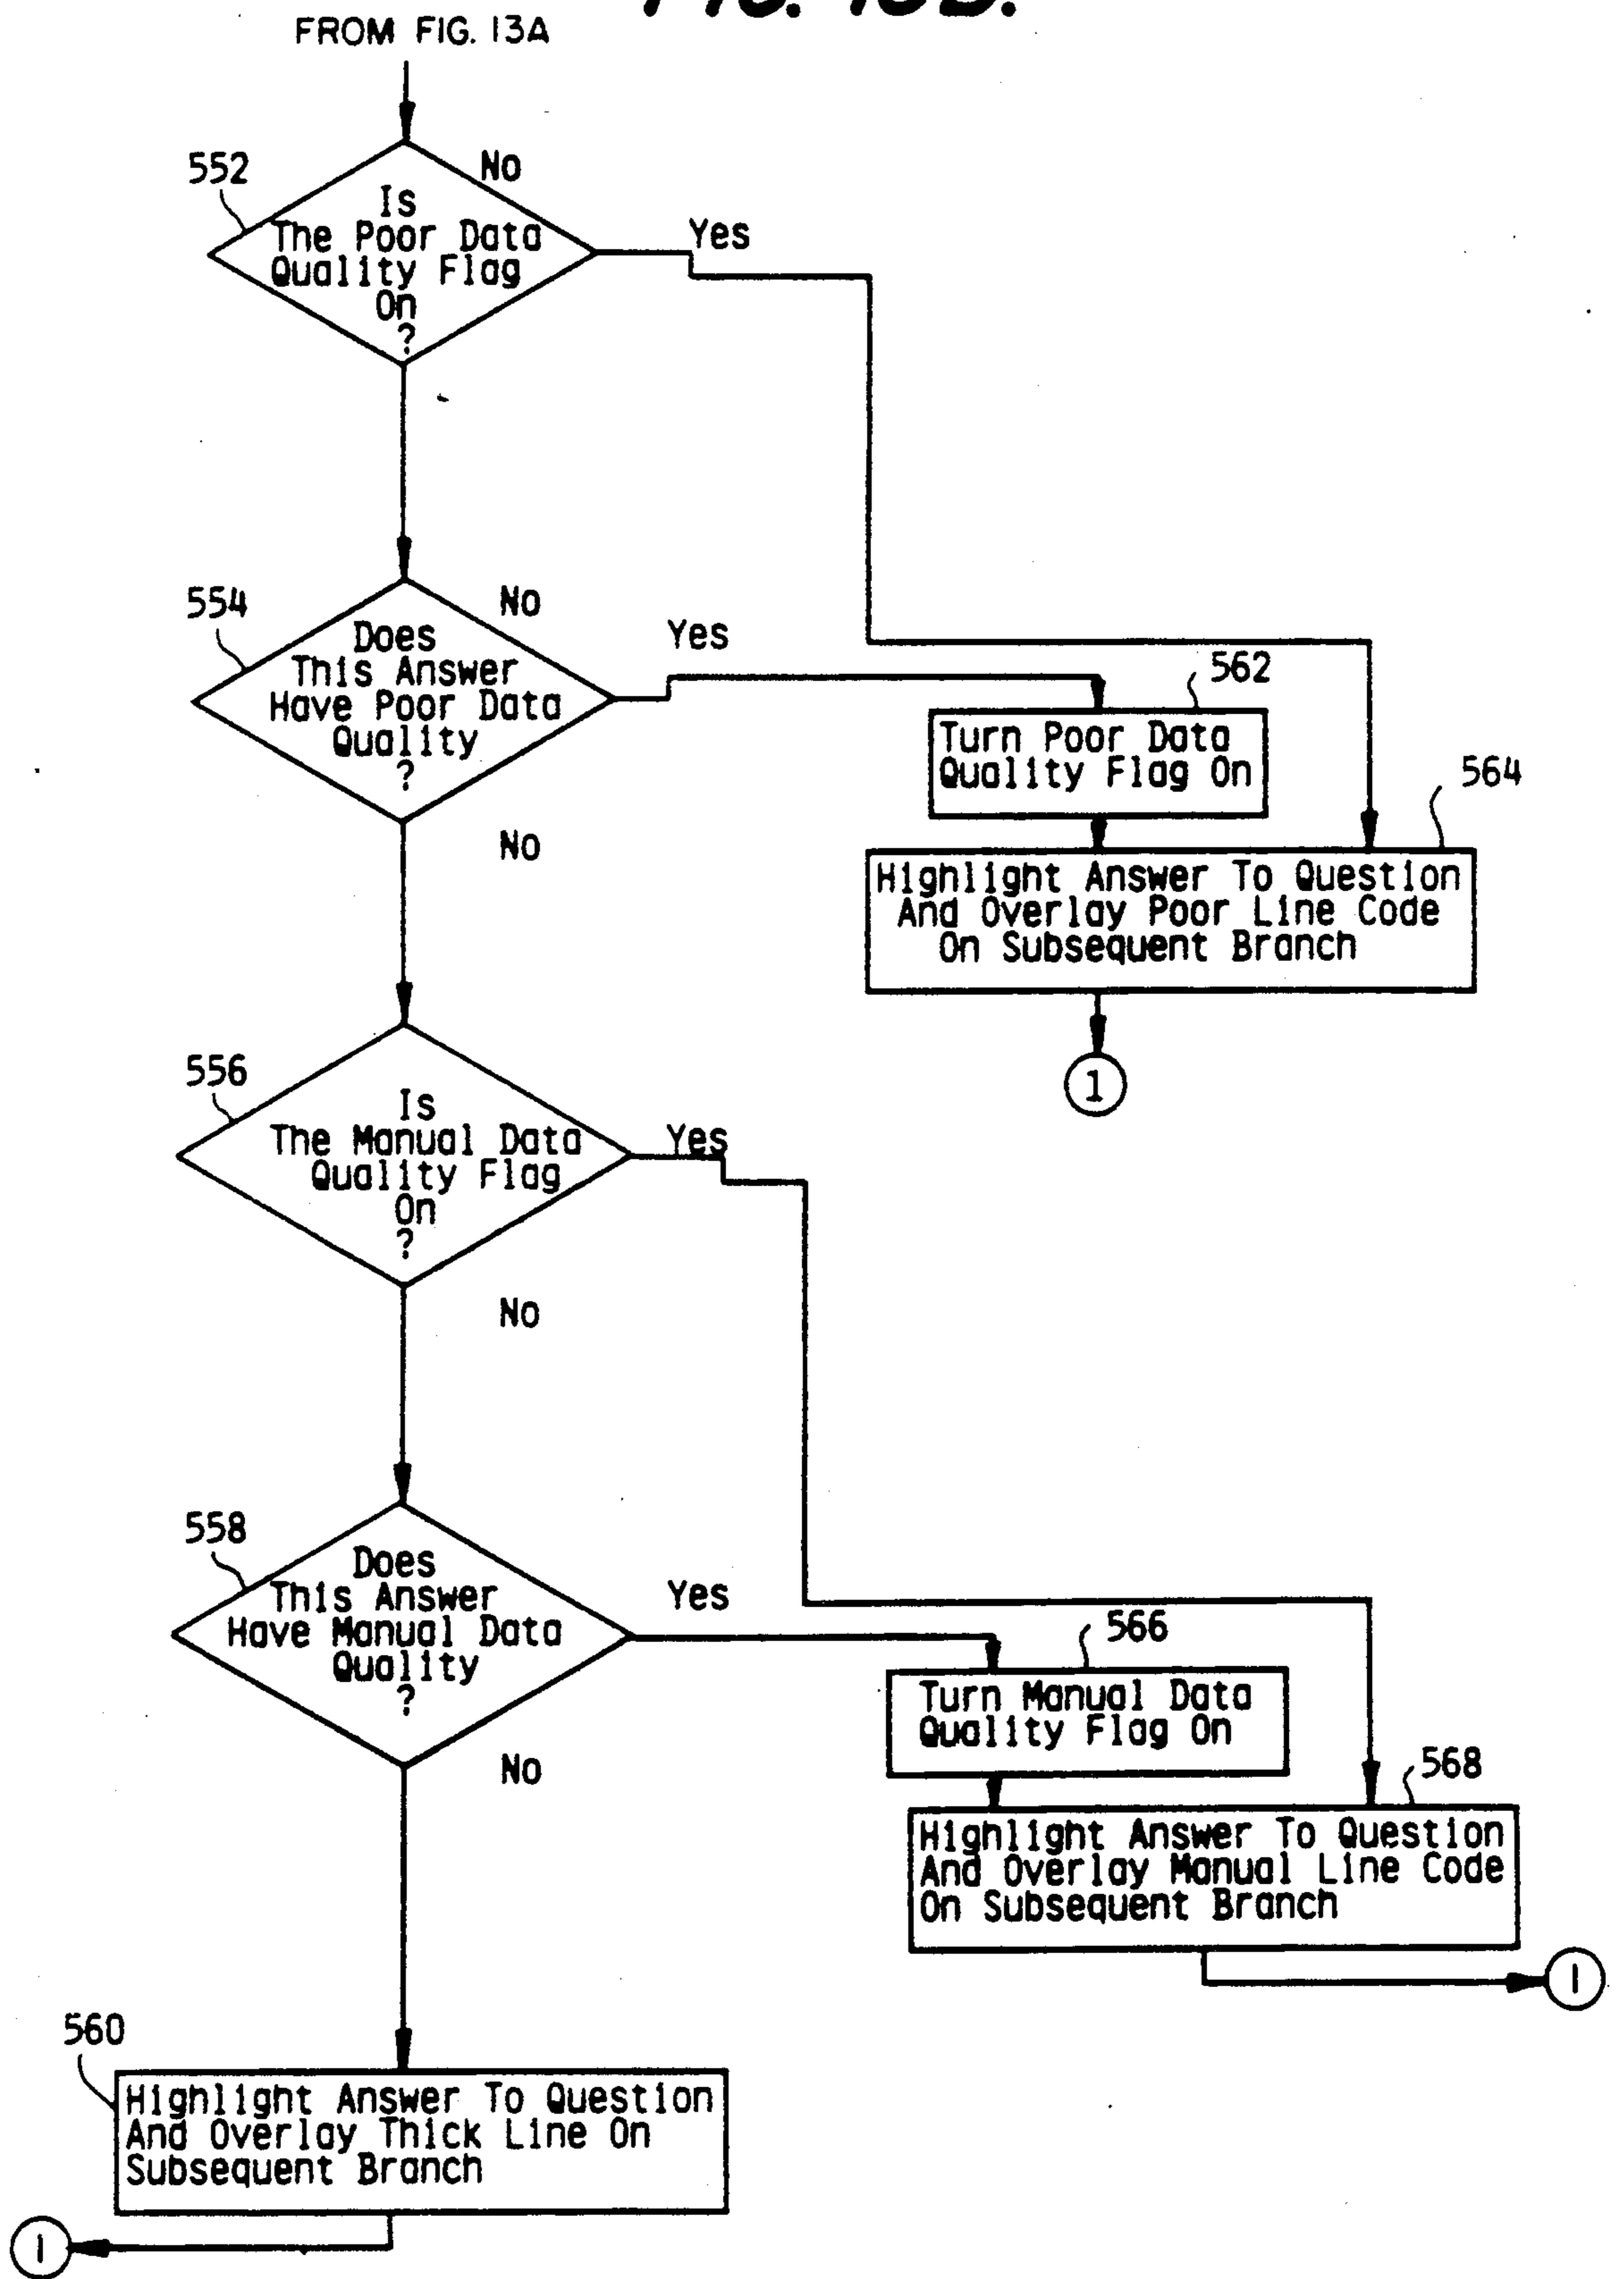 FROM FIG. 13A
552
No
Is
The Poor Data
Quality Flag
On
?
Yes
554
No
Does
This Answer
Have Poor Data
Quality
?
Yes
No
562
Turn Poor Data
Quality Flag On
564
Highlight Answer To Question
And Overlay Poor Line Code
On Subsequent Branch
1
556
Is
The Manual Data
Quality Flag
On
?
Yes
No
558
Does
This Answer
Have Manual Data
Quality
?
Yes
No
566
Turn Manual Data
Quality Flag On
568
Highlight Answer To Question
And Overlay Manual Line Code
On Subsequent Branch
1
560
Highlight Answer To Question
And Overlay Thick Line On
Subsequent Branch
1